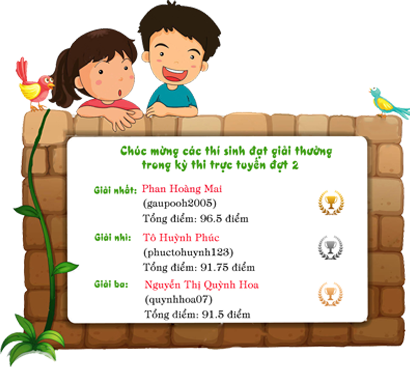 Chúc mừng các thí sinh đạt giải thưởng
trong kỳ thi trực tuyến đợt 2
Giải nhất: Phan Hoàng Mai
(gaupooh2005)
Tổng điểm: 96.5 điểm
Giải nhì: Tô Huỳnh Phúc
(phuctohuynh123)
Tổng điểm: 91.75 điểm
Giải ba: Nguyễn Thị Quỳnh Hoa
(quynhhoa07)
Tổng điểm: 91.5 điểm